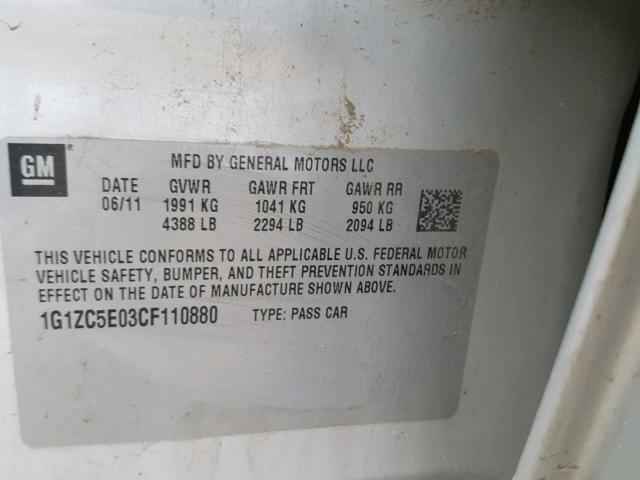 GM ®
MFD BY GENERAL MOTORS LLC
DATE GVWR GAWR FRT GAWR RR
06/11 1991 KG 1041 KG 950 KG
4388 LB 2294 LB 2094 LB
THIS VEHICLE CONFORMS TO ALL APPLICABLE U.S. FEDERAL MOTOR
VEHICLE SAFETY, BUMPER, AND THEFT PREVENTION STANDARDS IN
EFFECT ON THE DATE OF MANUFACTURE SHOWN ABOVE.
1G1ZC5E03CF110880 TYPE: PASS CAR